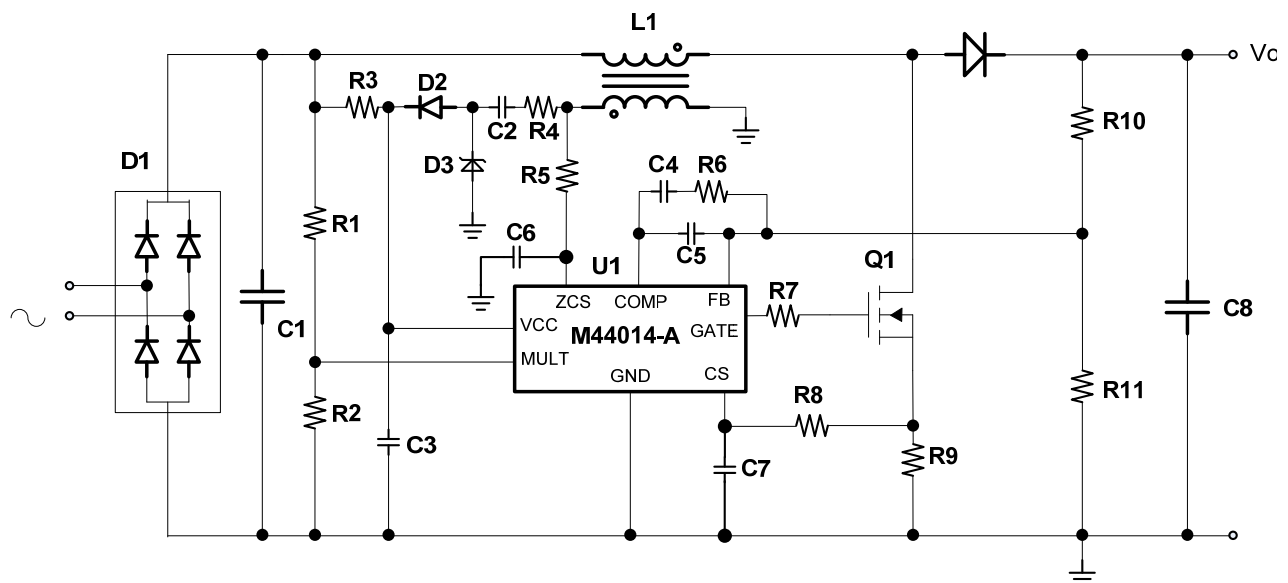 L1
Vo
R3
D2
C2
R4
R10
D1
D3
R5
C4
R6
R1
C6
C5
U1
Q1
ZCS
COMP
FB
R7
C1
VCC
M44014-A
GATE
C8
MULT
GND
CS
R2
R8
R11
C3
C7
R9